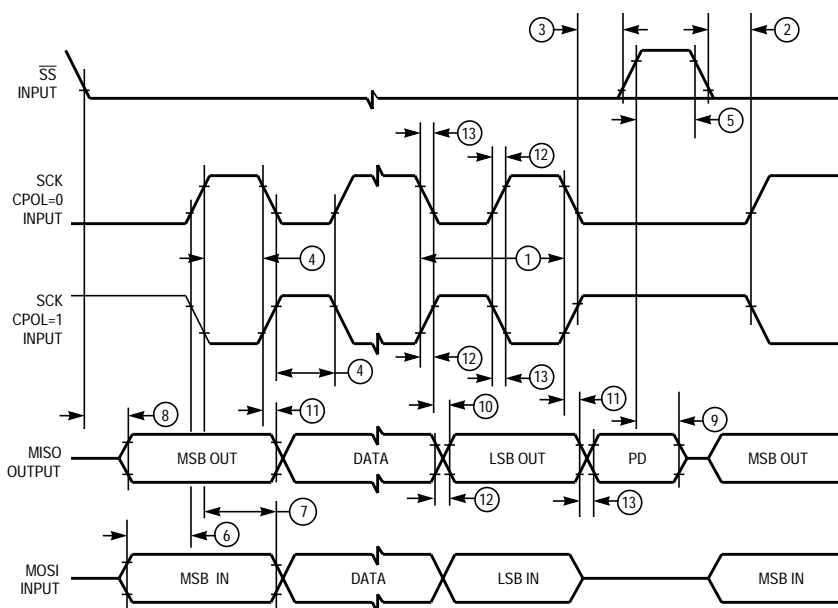 3
2
SS
INPUT
5
13
12
SCK
CPOL=0
INPUT
4
1
SCK
CPOL=1
INPUT
12
4
13
11
10
11
8
9
MISO
OUTPUT
MSB OUT
DATA
LSB OUT
PD
MSB OUT
12
13
7
6
MOSI
INPUT
MSB IN
DATA
LSB IN
MSB IN